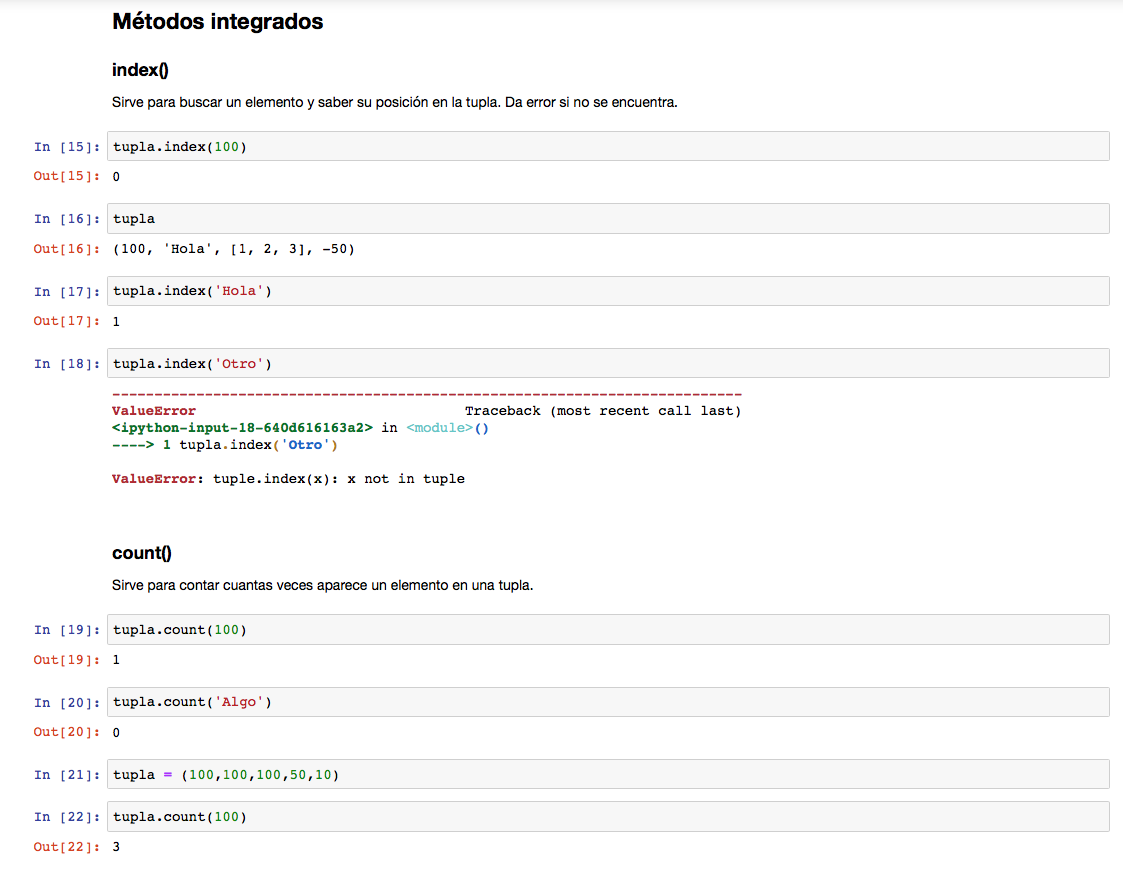 Métodos integrados
index()
Sirve para buscar un elemento y saber su posición en la tupla. Da error si no se encuentra.
In [15]: tupla.index(100)
Out[15]: 0
In [16]: tupla
Out[16]: (100, 'Hola', [1, 2, 3], -50)
In [17]: tupla.index('Hola')
Out[17]: 1
In [18]: tupla.index('Otro')
---------------------------------------------------------------------------
ValueError                                Traceback (most recent call last)
<ipython-input-18-640d616163a2> in <module>()
----> 1 tupla.index('Otro')
ValueError: tuple.index(x): x not in tuple
count()
Sirve para contar cuantas veces aparece un elemento en una tupla.
In [19]: tupla.count(100)
Out[19]: 1
In [20]: tupla.count('Algo')
Out[20]: 0
In [21]: tupla = (100,100,100,50,10)
In [22]: tupla.count(100)
Out[22]: 3